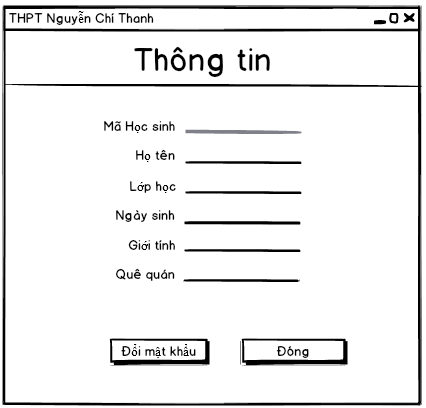 THPT Nguyễn Chí Thanh
Thông tin
Mã Học sinh
Họ tên
Lớp học
Ngày sinh
Giới tính
Quê quán
Đổi mật khẩu
Đóng